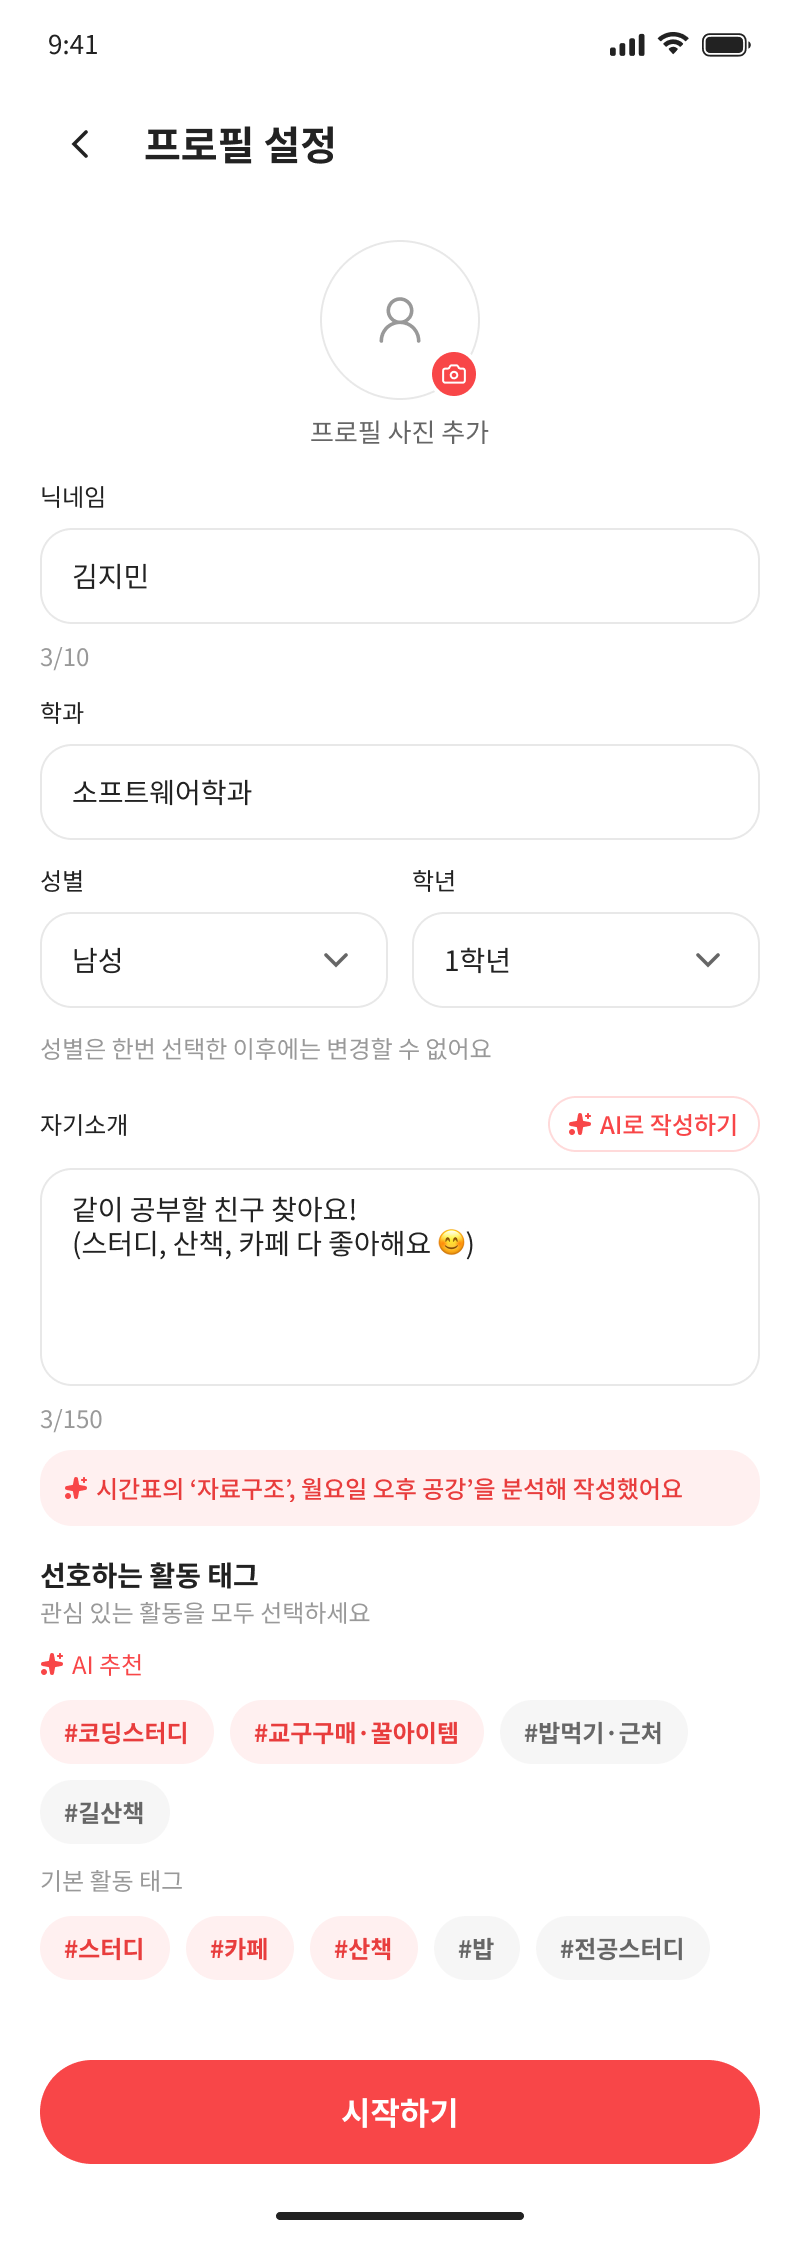 9:41
프로필 설정
프로필 사진 추가
닉네임
김지민
3/10
학과
소프트웨어학과
성별
학년
남성
1학년
성별은 한번 선택한 이후에는 변경할 수 없어요
자기소개
AI로 작성하기
같이 공부할 친구 찾아요!
(스터디, 산책, 카페 다 좋아해요 😊)
3/150
시간표의 ‘자료구조’, 월요일 오후 공강’을 분석해 작성했어요
선호하는 활동 태그
관심 있는 활동을 모두 선택하세요
AI 추천
#코딩스터디
#교구구매·꿀아이템
#밥먹기·근처
#길산책
기본 활동 태그
#스터디
#카페
#산책
#밥
#전공스터디
시작하기